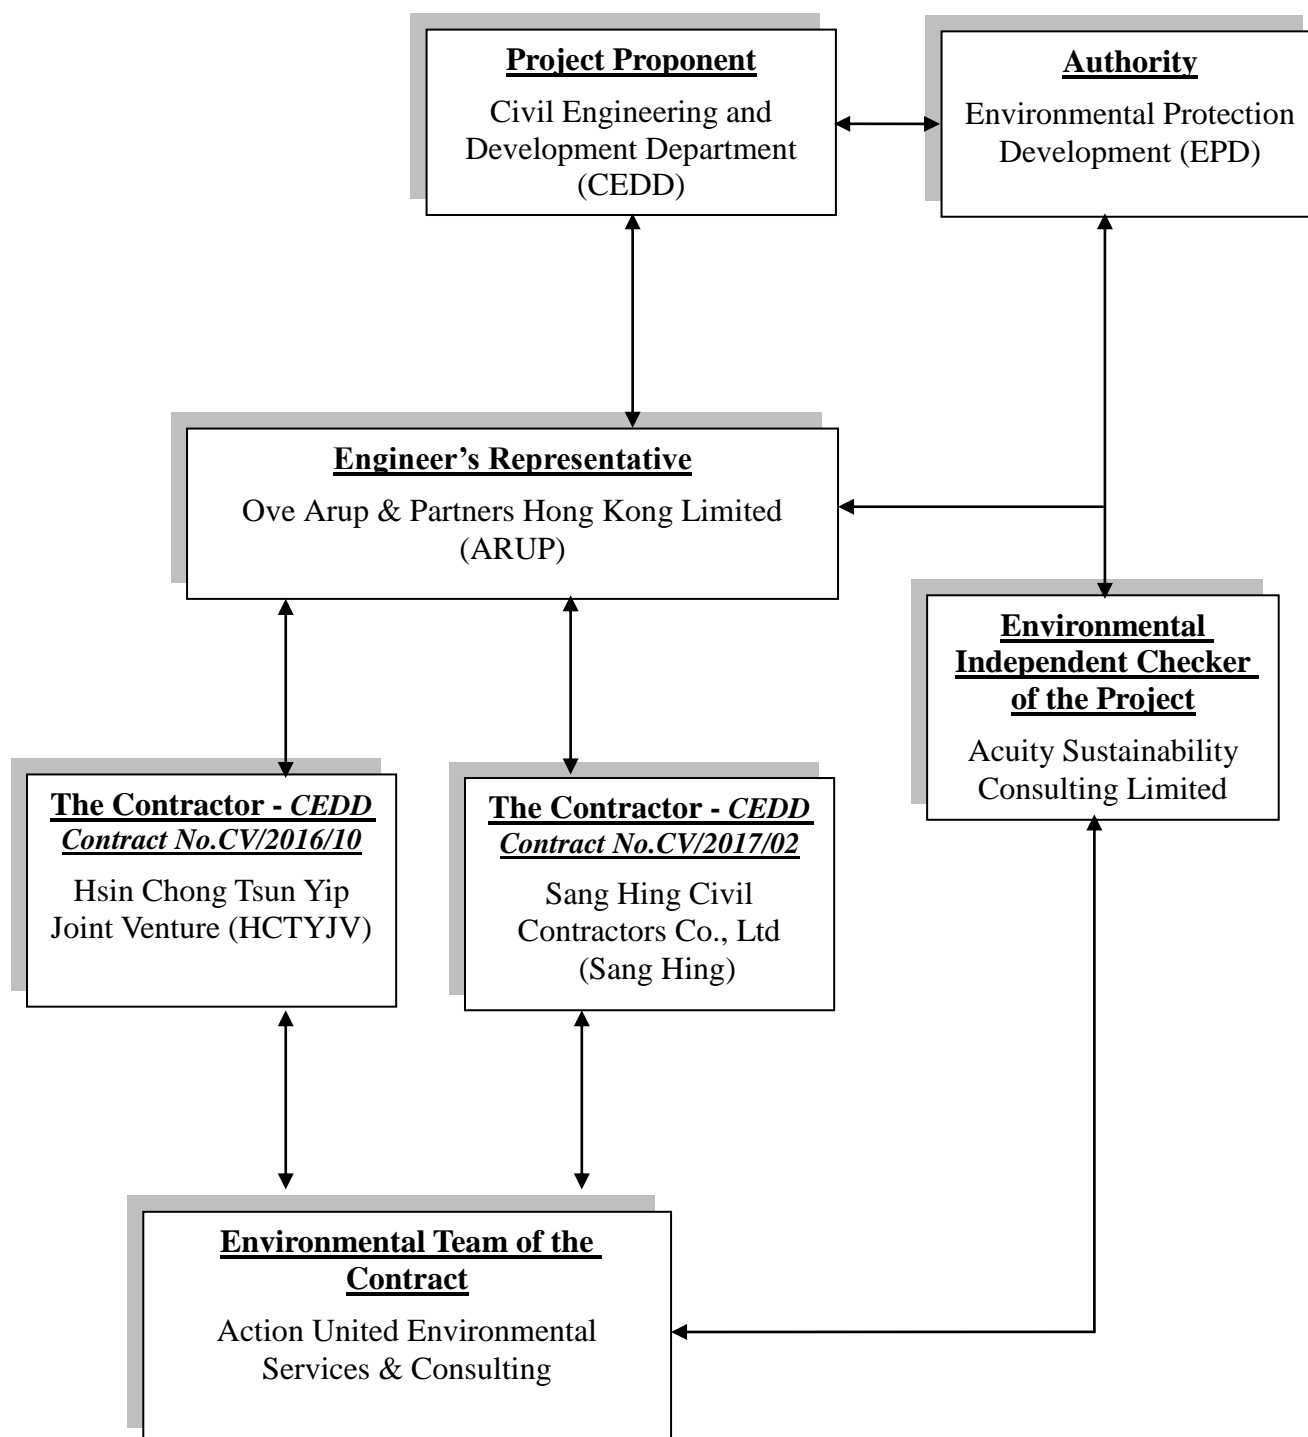 Project Proponent
Civil Engineering and
Development Department
(CEDD)
Authority
Environmental Protection
Development (EPD)
Engineer’s Representative
Ove Arup & Partners Hong Kong Limited
(ARUP)
Environmental
Independent Checker
of the Project
Acuity Sustainability
Consulting Limited
The Contractor - CEDD
Contract No.CV/2016/10
Hsin Chong Tsun Yip
Joint Venture (HCTYJV)
The Contractor - CEDD
Contract No.CV/2017/02
Sang Hing Civil
Contractors Co., Ltd
(Sang Hing)
Environmental Team of the
Contract
Action United Environmental
Services & Consulting